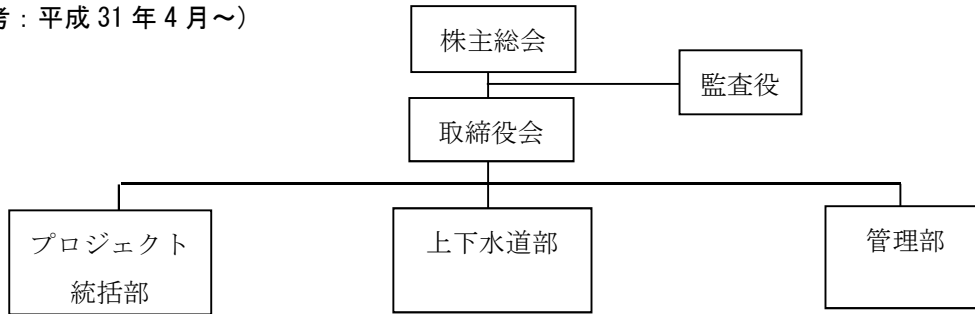 考：平成 31 年 4 月～）
株主総会
監査役
取締役会
プロジェクト
統括部
上下水道部
管理部